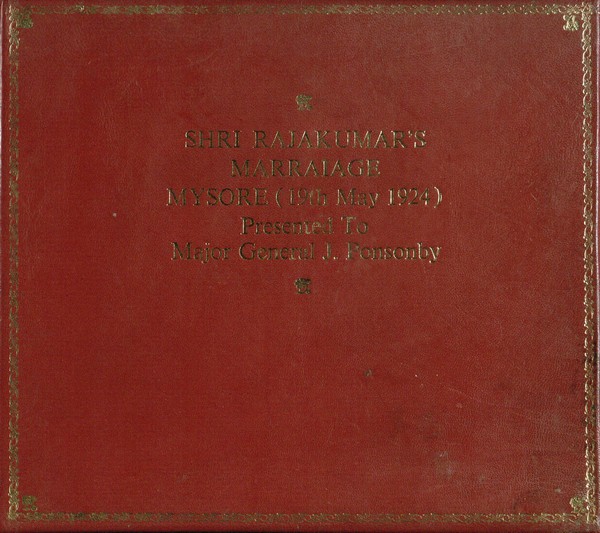 SHRI RAJAKUMAR'S
MARRAIAGE
MYSORE (19th May 1924)
Presented To
Major General J. Ponsonby